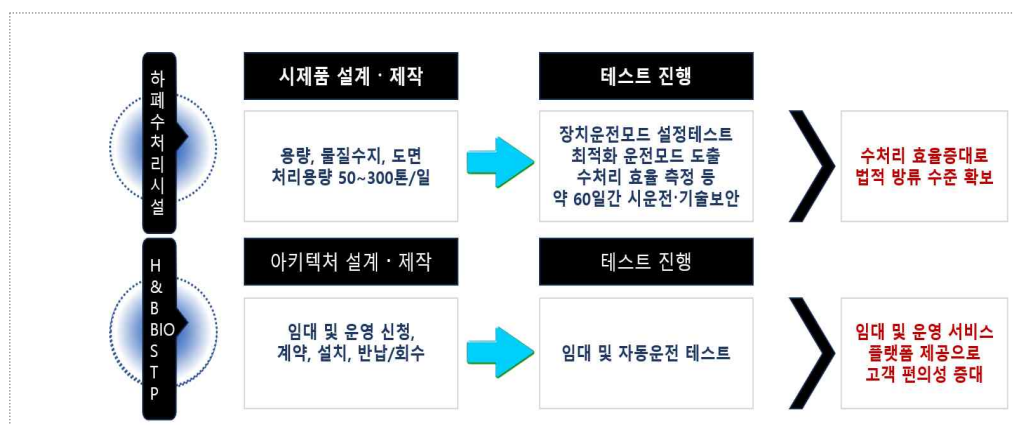 하
폐
수
처
리
시
설
시제품 설계 · 제작
용량, 물질수지, 도면
처리용량 50~300톤/일
테스트 진행
장치운전모드 설정테스트
최적화 운전모드 도출
수처리 효율 측정 등
약 60일간 시운전·기술보안
수처리 효율증대로
법적 방류 수준 확보
H
&
B
BIO
S
T
P
아키텍처 설계 · 제작
임대 및 운영 신청,
계약, 설치, 반납/회수
테스트 진행
임대 및 자동운전 테스트
임대 및 운영 서비스
플랫폼 제공으로
고객 편의성 증대